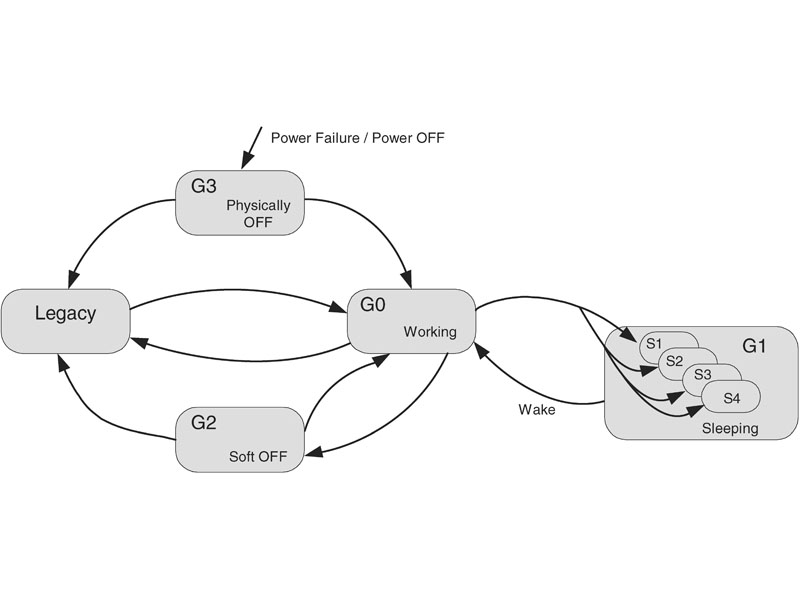 Power Failure / Power OFF
G3
Physically
OFF
Legacy
G0
Working
G1
S1
S2
S3
S4
Sleeping
Wake
G2
Soft OFF